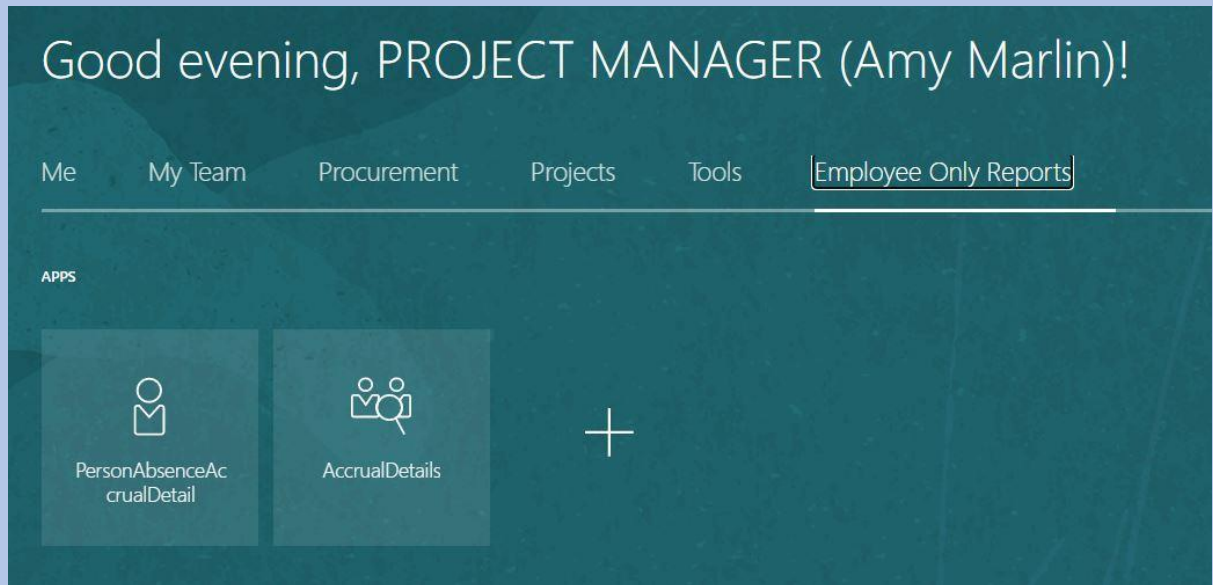 Good evening, PROJECT MANAGER (Amy Marlin)!
Me My Team Procurement Projects Tools Employee Only Reports
APPS
PersonAbsenceAc
crualDetail
AccrualDetails